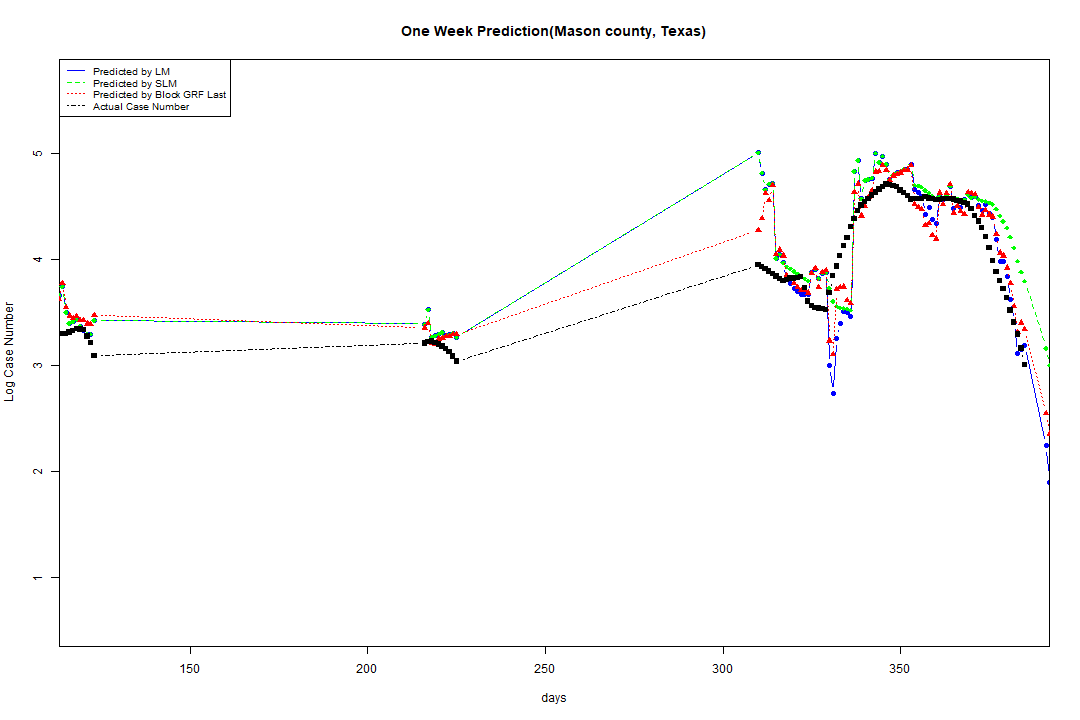 One Week Prediction(Mason county, Texas)
Predicted by LM
Predicted by SLM
Predicted by Block GRF Last
Actual Case Number
5
4
3
2
1
Log Case Number
150 200 250 300 350
days